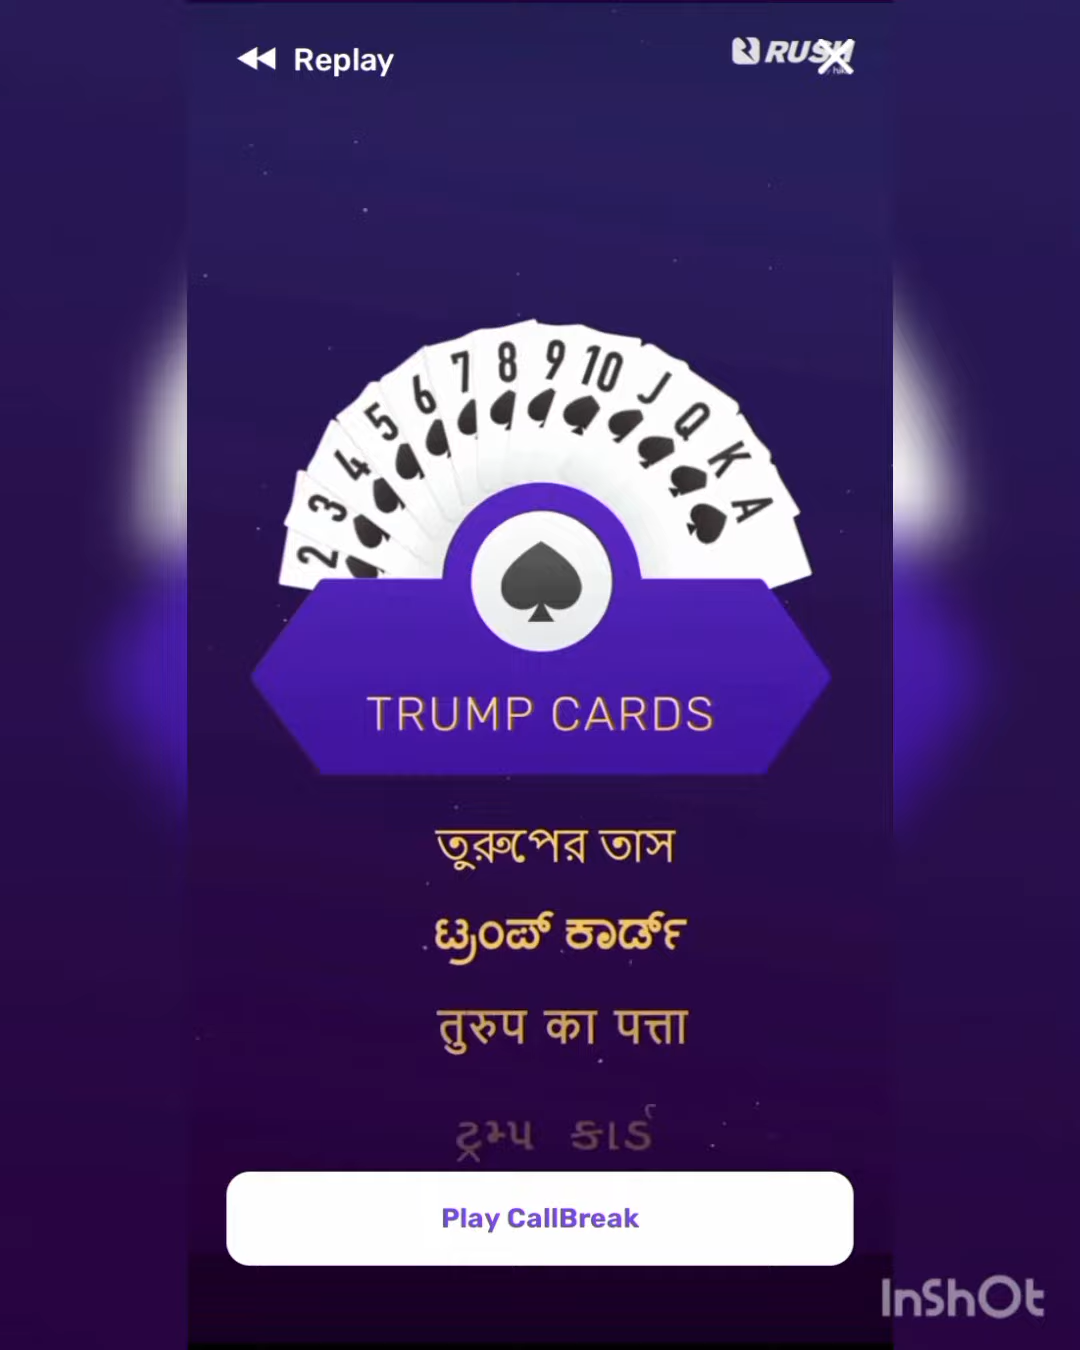 Replay
RUSH
2 3 4 5 6 7 8 9 10 J Q K A
TRUMP CARDS
তুরুপের তাস
ಟ್ರಂಪ್ ಕಾರ್ಡ್
तुरुप का पत्ता
ટ્રમ્પ કાર્ડ
Play CallBreak
InShOt